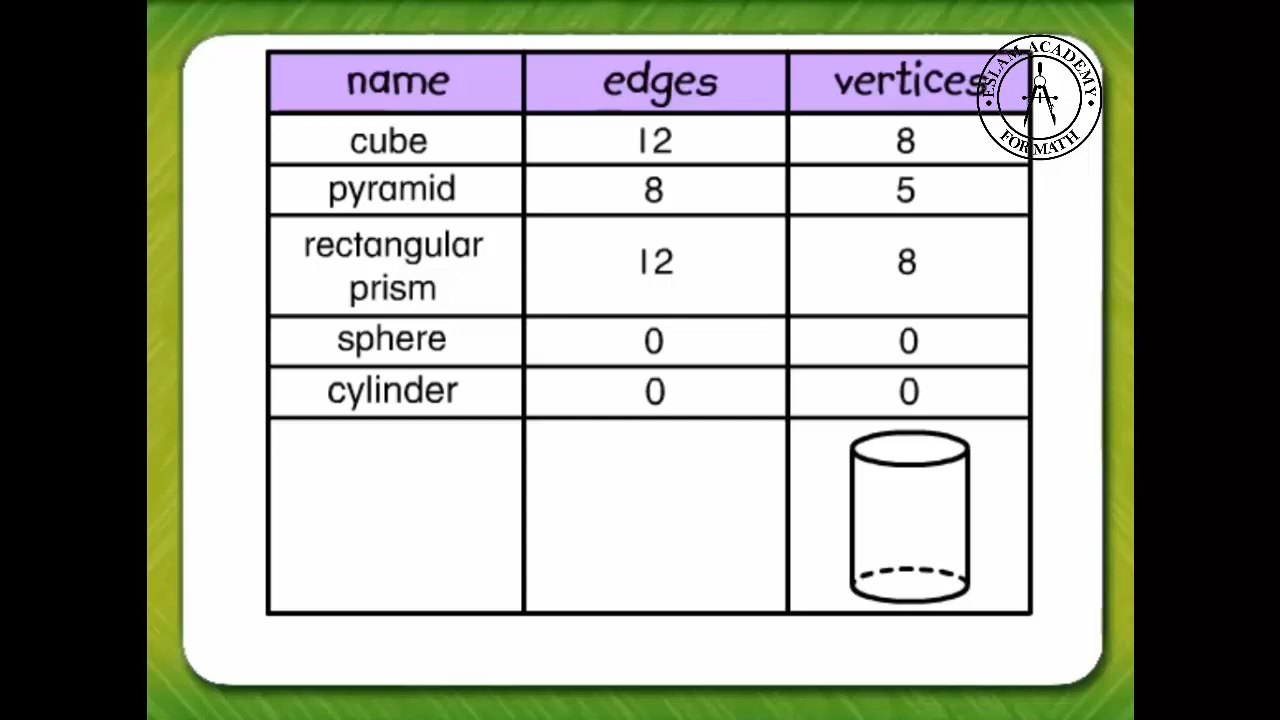 name edges vertices
ESLAM ACADEMY
FOR MATH
cube 12 8
pyramid 8 5
rectangular
prism 12 8
sphere 0 0
cylinder 0 0